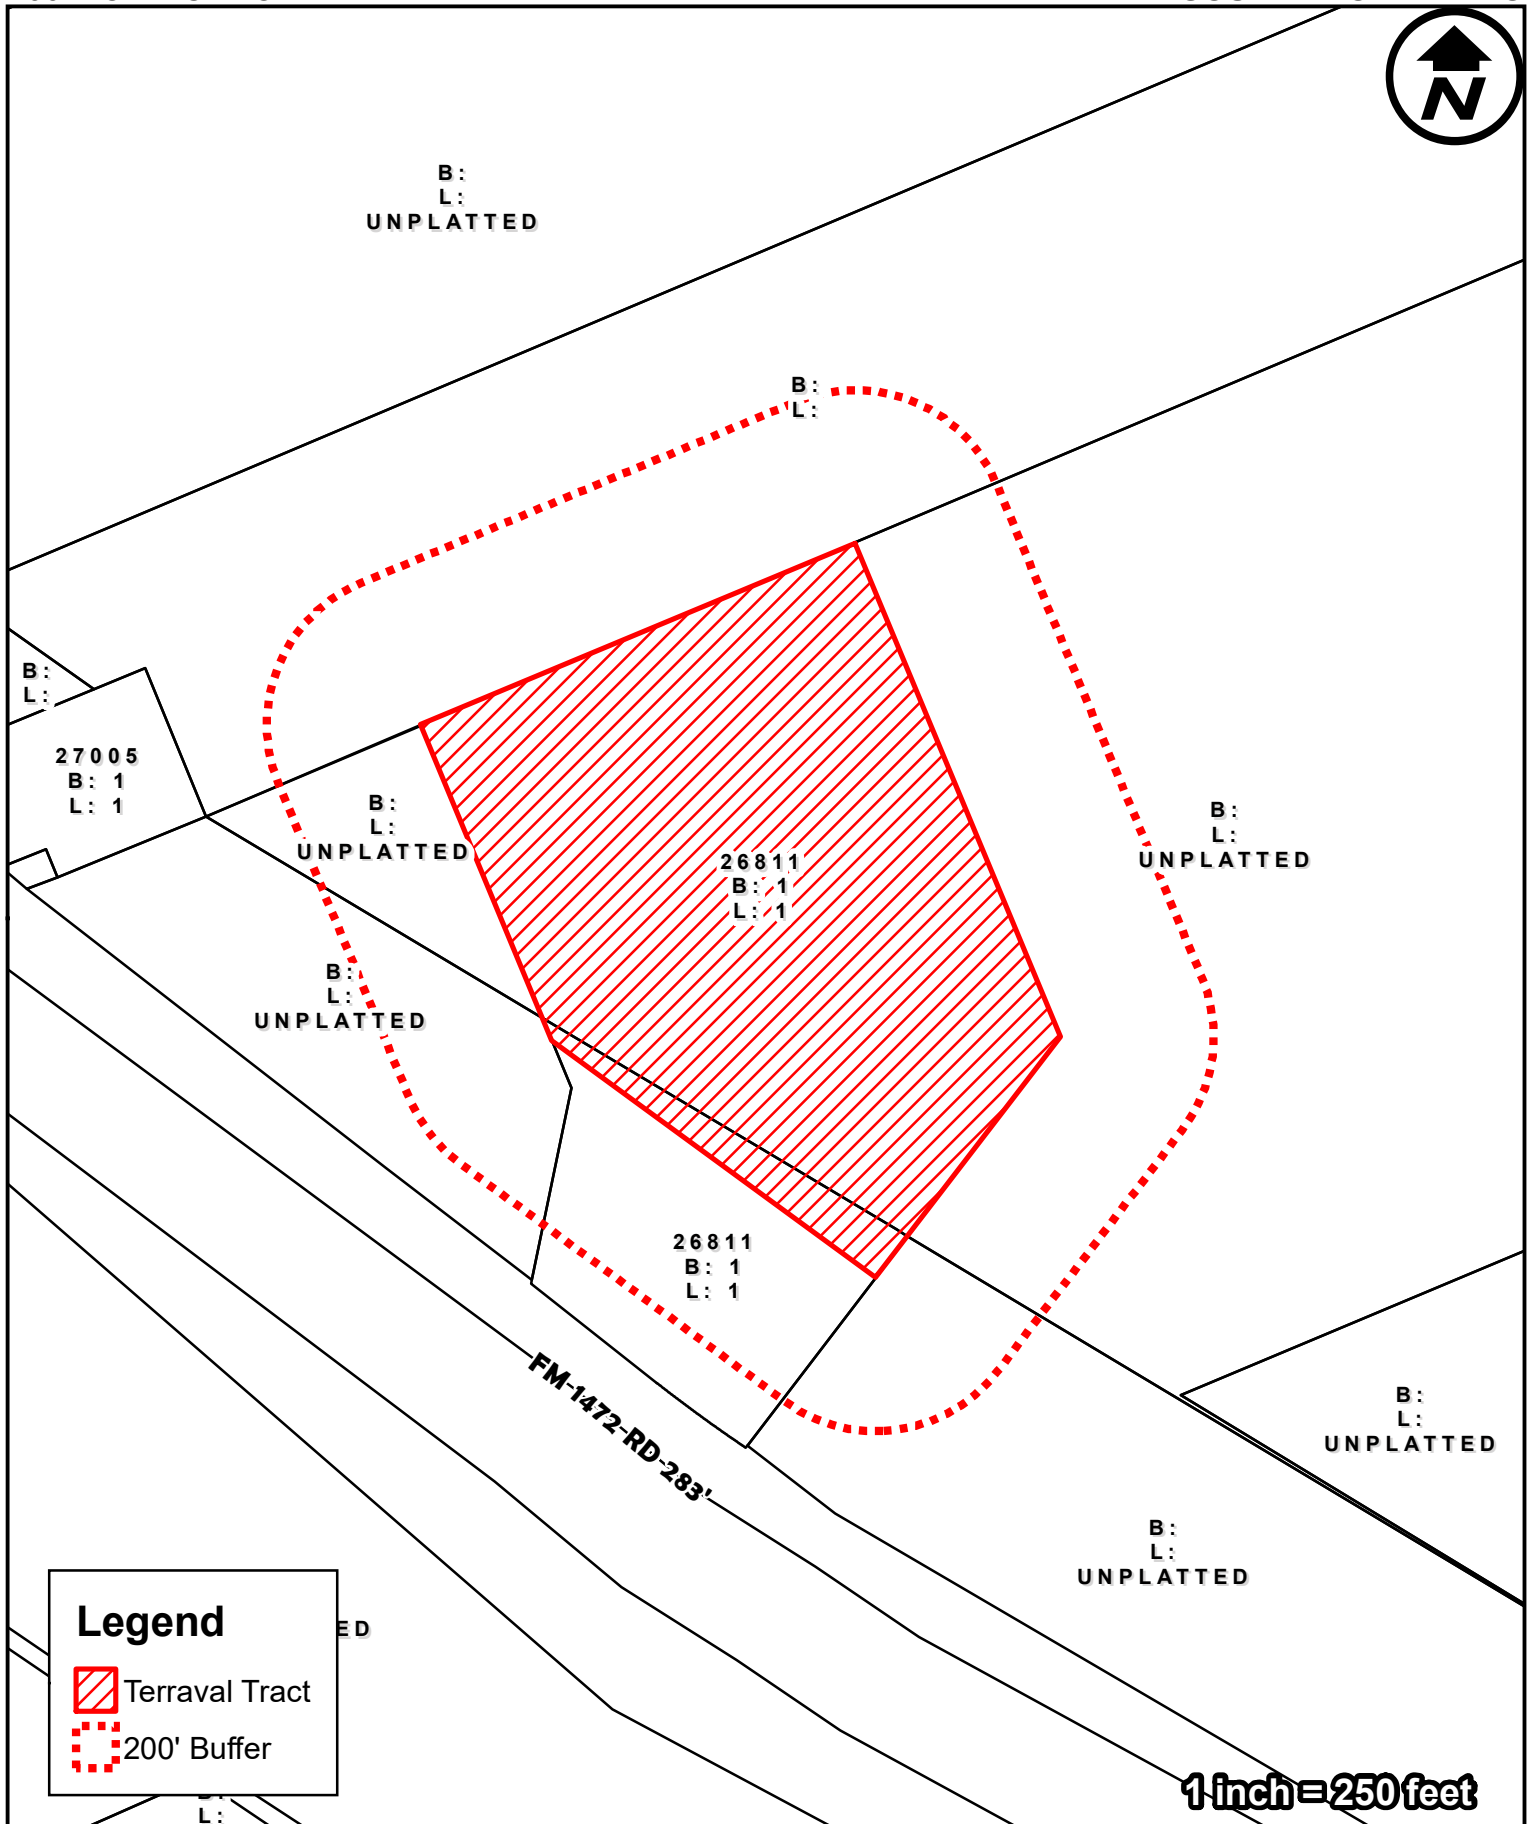 N
B:
L:
UNPLATTED
B:
L:
B:
L:
27005
B: 1
L: 1
B:
L:
UNPLATTED
26811
B: 1
L: 1
B:
L:
UNPLATTED
B:
L:
UNPLATTED
26811
B: 1
L: 1
FM 1472 RD 283'
B:
L:
UNPLATTED
B:
L:
UNPLATTED
ED
Legend
Terraval Tract
200' Buffer
L:
1 inch = 250 feet